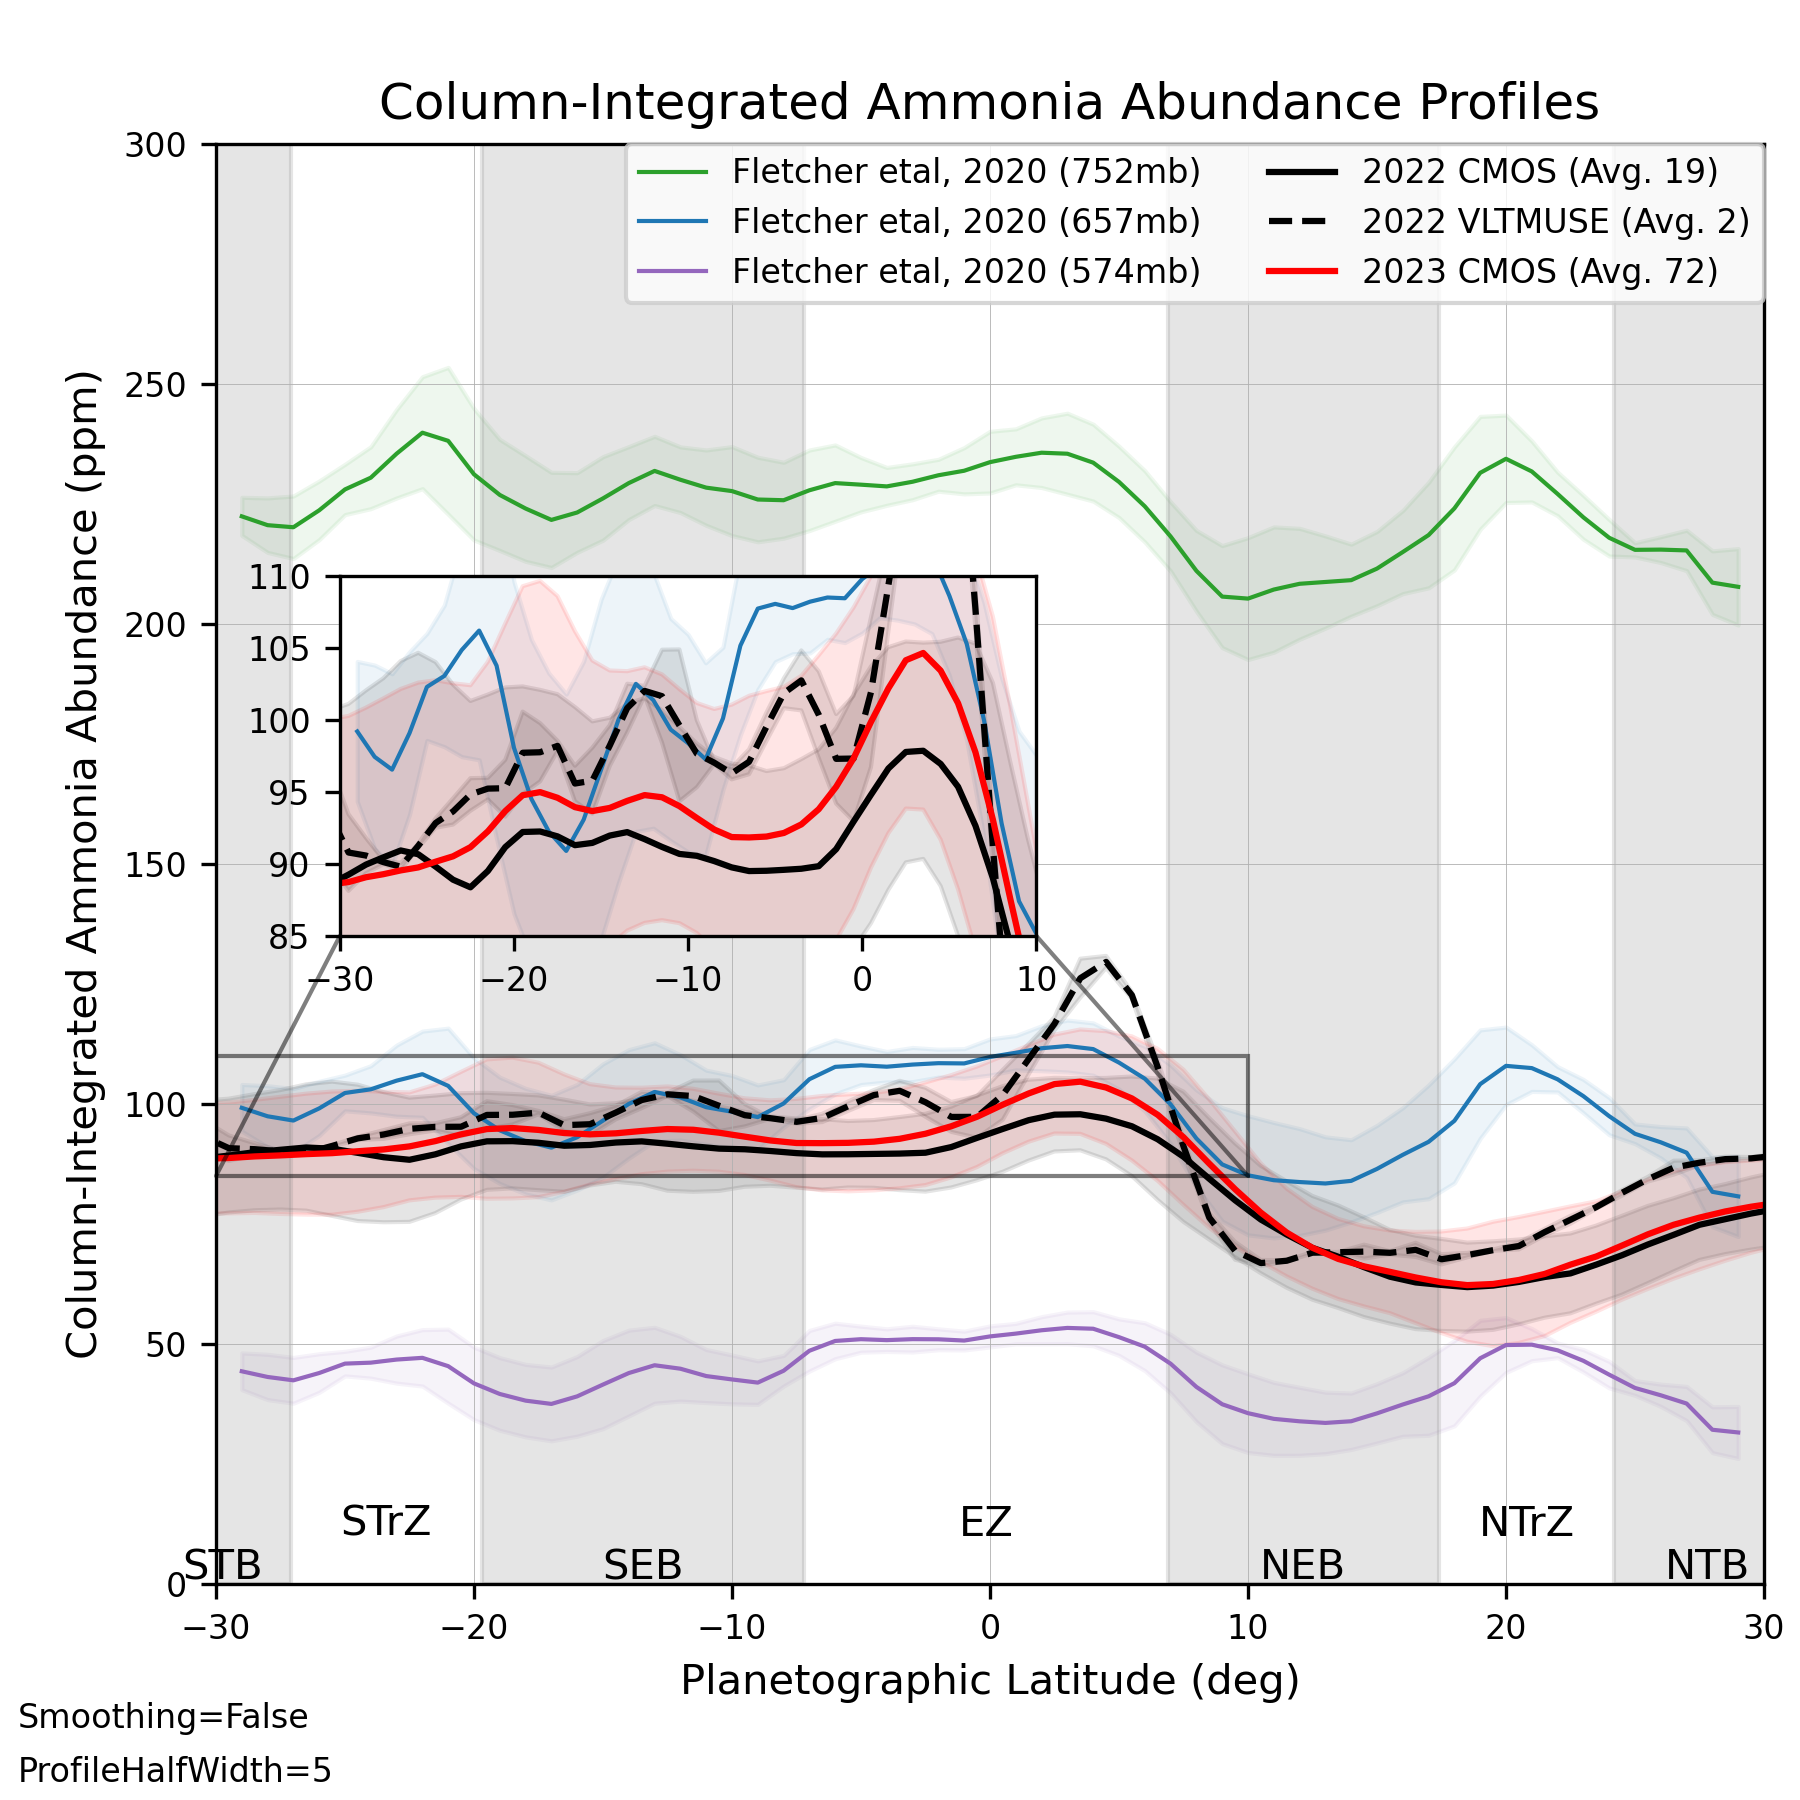 Column-Integrated Ammonia Abundance Profiles
Fletcher etal, 2020 (752mb)
Fletcher etal, 2020 (657mb)
Fletcher etal, 2020 (574mb)
2022 CMOS (Avg. 19)
2022 VLTMUSE (Avg. 2)
2023 CMOS (Avg. 72)
Column-Integrated Ammonia Abundance (ppm)
300
250
200
150
100
50
0
110
105
100
95
90
85
−30 −20 −10 0 10
STrZ EZ NTrZ
STB SEB NEB NTB
−30 −20 −10 0 10 20 30
Planetographic Latitude (deg)
Smoothing=False
ProfileHalfWidth=5